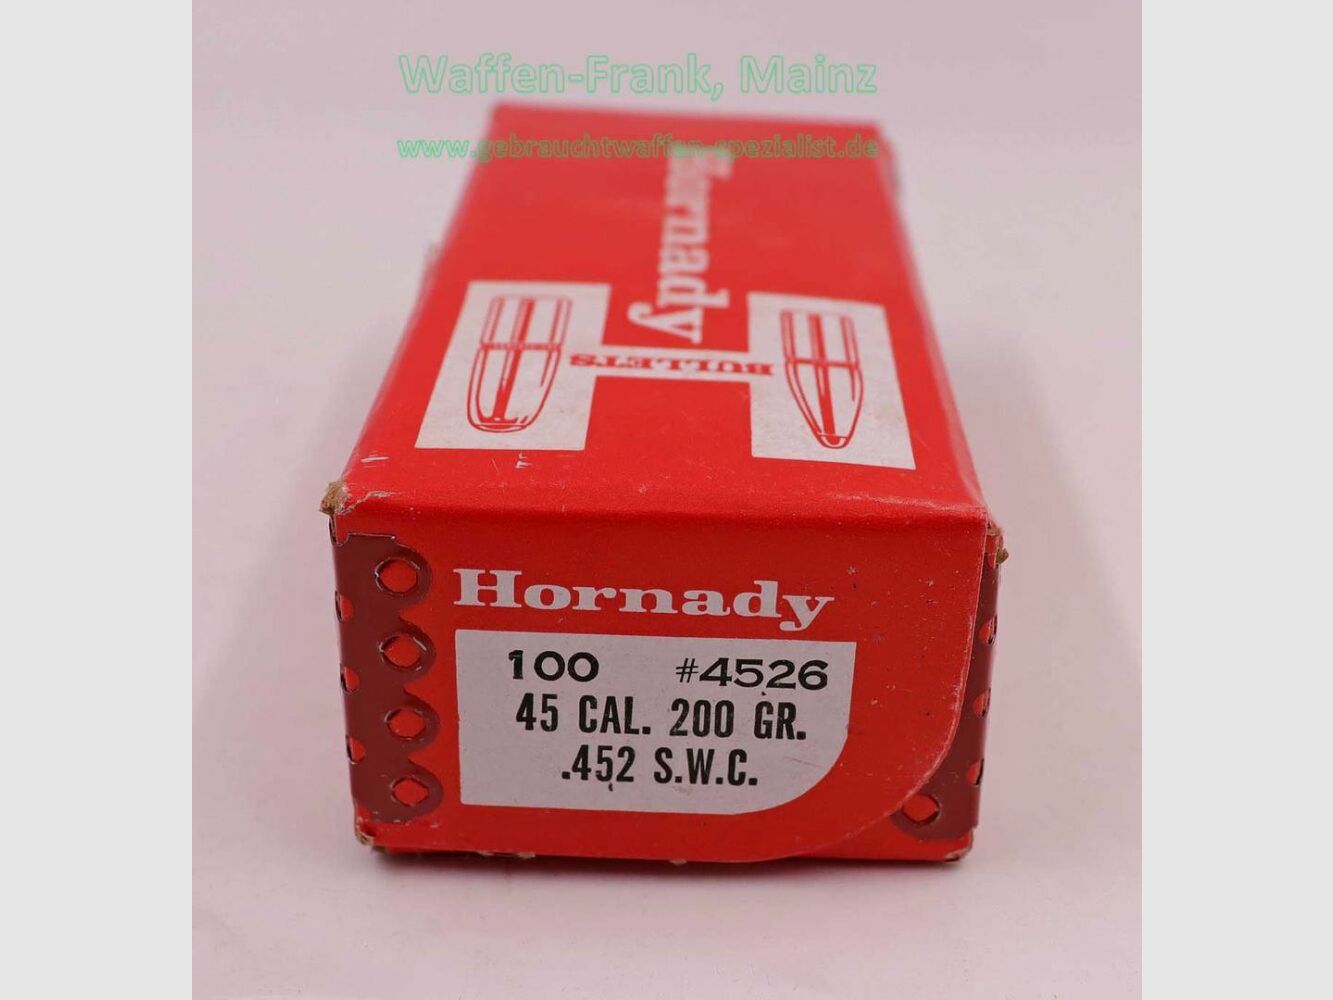 Waffen-Frank, Mainz
www.gebrauchtwaffen-spezialist.de
Hornady
BULLETS
Hornady
100 #4526
45 CAL. 200 GR.
.452 S.W.C.